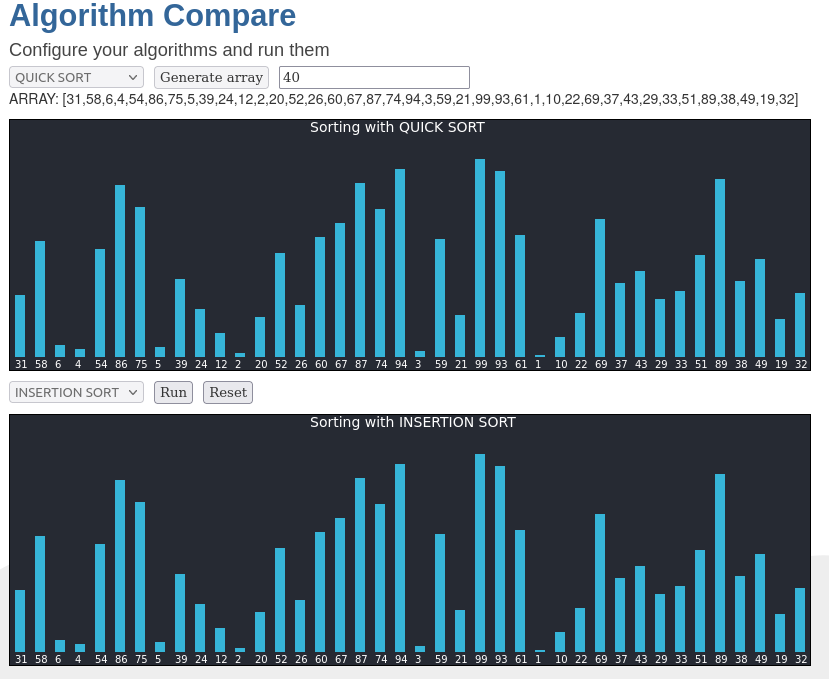 Algorithm Compare
Configure your algorithms and run them
QUICK SORT Generate array 40
ARRAY: [31,58,6,4,54,86,75,5,39,24,12,2,20,52,26,60,67,87,74,94,3,59,21,99,93,61,1,10,22,69,37,43,29,33,51,89,38,49,19,32]
Sorting with QUICK SORT
31 58 6 4 54 86 75 5 39 24 12 2 20 52 26 60 67 87 74 94 3 59 21 99 93 61 1 10 22 69 37 43 29 33 51 89 38 49 19 32
INSERTION SORT Run Reset
Sorting with INSERTION SORT
31 58 6 4 54 86 75 5 39 24 12 2 20 52 26 60 67 87 74 94 3 59 21 99 93 61 1 10 22 69 37 43 29 33 51 89 38 49 19 32